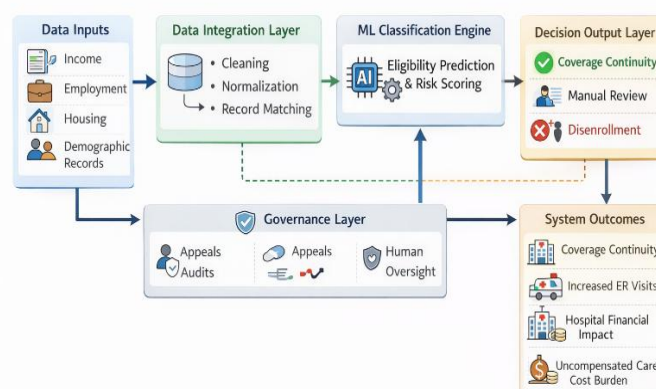 Data Inputs
Income
Employment
Housing
Demographic
Records
Data Integration Layer
• Cleaning
• Normalization
• Record Matching
ML Classification Engine
AI
Eligibility Prediction
& Risk Scoring
Decision Output Layer
Coverage Continuity
Manual Review
Disenrollment
Governance Layer
Appeals
Audits
Appeals
Human
Oversight
System Outcomes
Coverage Continuity
Increased ER Visits
Hospital Financial
Impact
$
Uncompensated Care
Cost Burden